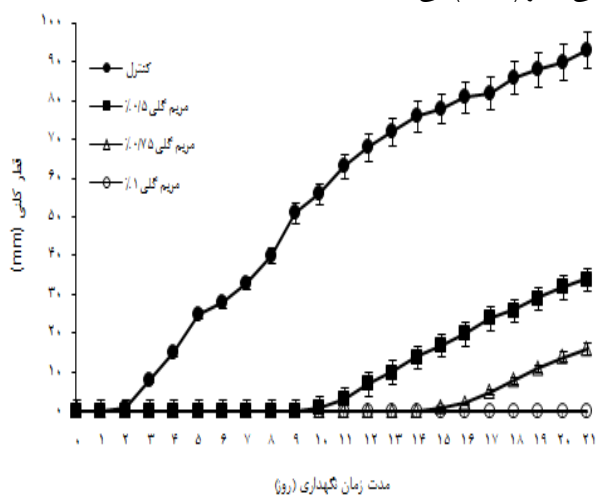 ۱۰۰
۹۰
۸۰
۷۰
۶۰
۵۰
۴۰
۳۰
۲۰
۱۰
۰
قطر کلنی (mm)
کنترل
مریم گلی ۰/۵٪
مریم گلی ۰/۷۵٪
مریم گلی ۱٪
۰ ۱ ۲ ۳ ۴ ۵ ۶ ۷ ۸ ۹ ۱۰ ۱۱ ۱۲ ۱۳ ۱۴ ۱۵ ۱۶ ۱۷ ۱۸ ۱۹ ۲۰ ۲۱
مدت زمان نگهداری (روز)